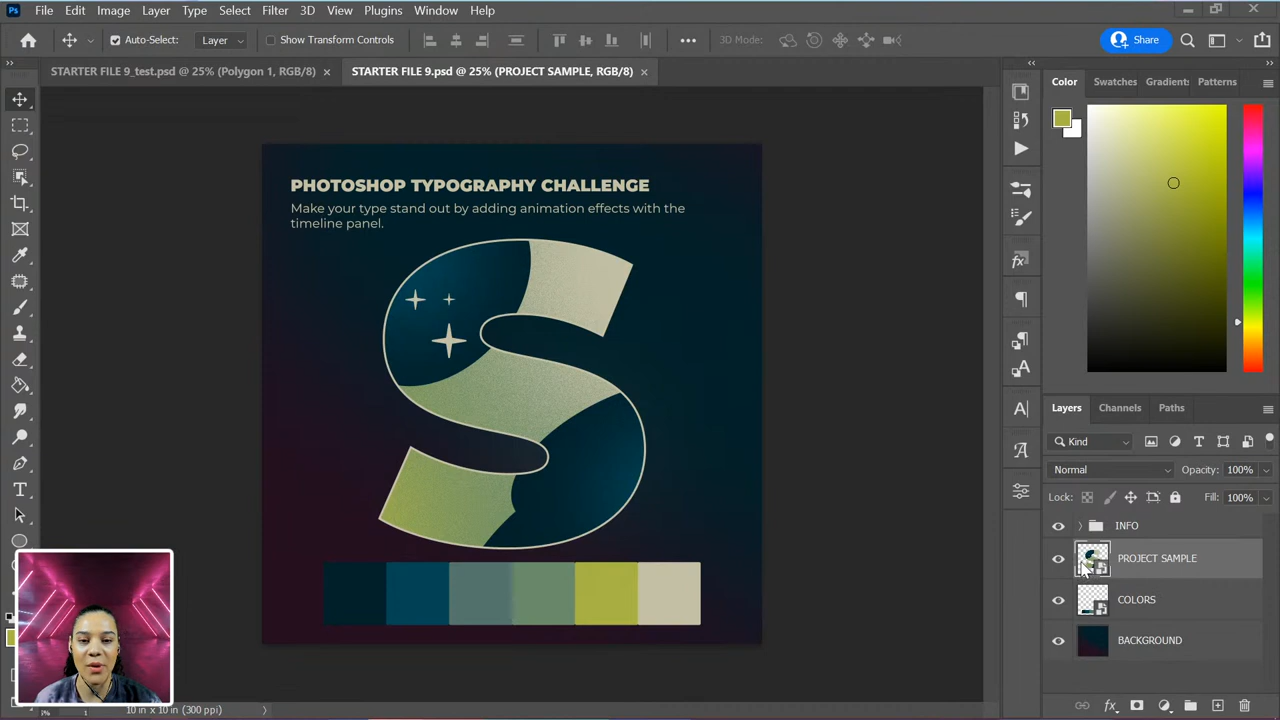 Ps File Edit Image Layer Type Select Filter 3D View Plugins Window Help
Auto-Select: Layer Show Transform Controls 3D Mode: Share
STARTER FILE 9_test.psd @ 25% (Polygon 1, RGB/8) × STARTER FILE 9.psd @ 25% (PROJECT SAMPLE, RGB/8) ×
Color Swatches Gradient: Patterns
PHOTOSHOP TYPOGRAPHY CHALLENGE
Make your type stand out by adding animation effects with the
timeline panel.
S
Layers Channels Paths
Kind
Normal Opacity: 100%
Lock: Fill: 100%
INFO
PROJECT SAMPLE
COLORS
BACKGROUND
10 in x 10 in (300 ppi)
fx